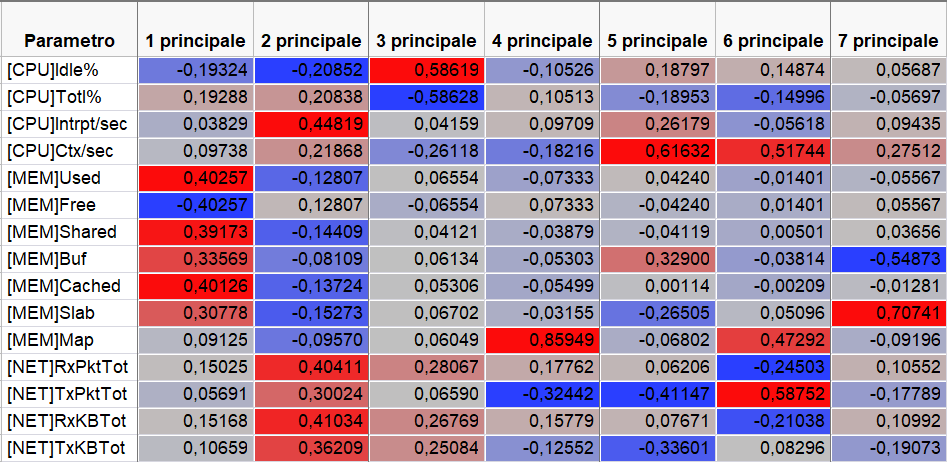 Parametro 1 principale 2 principale 3 principale 4 principale 5 principale 6 principale 7 principale
[CPU]Idle% -0,19324 -0,20852 0,58619 -0,10526 0,18797 0,14874 0,05687
[CPU]Totl% 0,19288 0,20838 -0,58628 0,10513 -0,18953 -0,14996 -0,05697
[CPU]Intrpt/sec 0,03829 0,44819 0,04159 0,09709 0,26179 -0,05618 0,09435
[CPU]Ctx/sec 0,09738 0,21868 -0,26118 -0,18216 0,61632 0,51744 0,27512
[MEM]Used 0,40257 -0,12807 0,06554 -0,07333 0,04240 -0,01401 -0,05567
[MEM]Free -0,40257 0,12807 -0,06554 0,07333 -0,04240 0,01401 0,05567
[MEM]Shared 0,39173 -0,14409 0,04121 -0,03879 -0,04119 0,00501 0,03656
[MEM]Buf 0,33569 -0,08109 0,06134 -0,05303 0,32900 -0,03814 -0,54873
[MEM]Cached 0,40126 -0,13724 0,05306 -0,05499 0,00114 -0,00209 -0,01281
[MEM]Slab 0,30778 -0,15273 0,06702 -0,03155 -0,26505 0,05096 0,70741
[MEM]Map 0,09125 -0,09570 0,06049 0,85949 -0,06802 0,47292 -0,09196
[NET]RxPktTot 0,15025 0,40411 0,28067 0,17762 0,06206 -0,24503 0,10552
[NET]TxPktTot 0,05691 0,30024 0,06590 -0,32442 -0,41147 0,58752 -0,17789
[NET]RxKBTot 0,15168 0,41034 0,26769 0,15779 0,07671 -0,21038 0,10992
[NET]TxKBTot 0,10659 0,36209 0,25084 -0,12552 -0,33601 0,08296 -0,19073